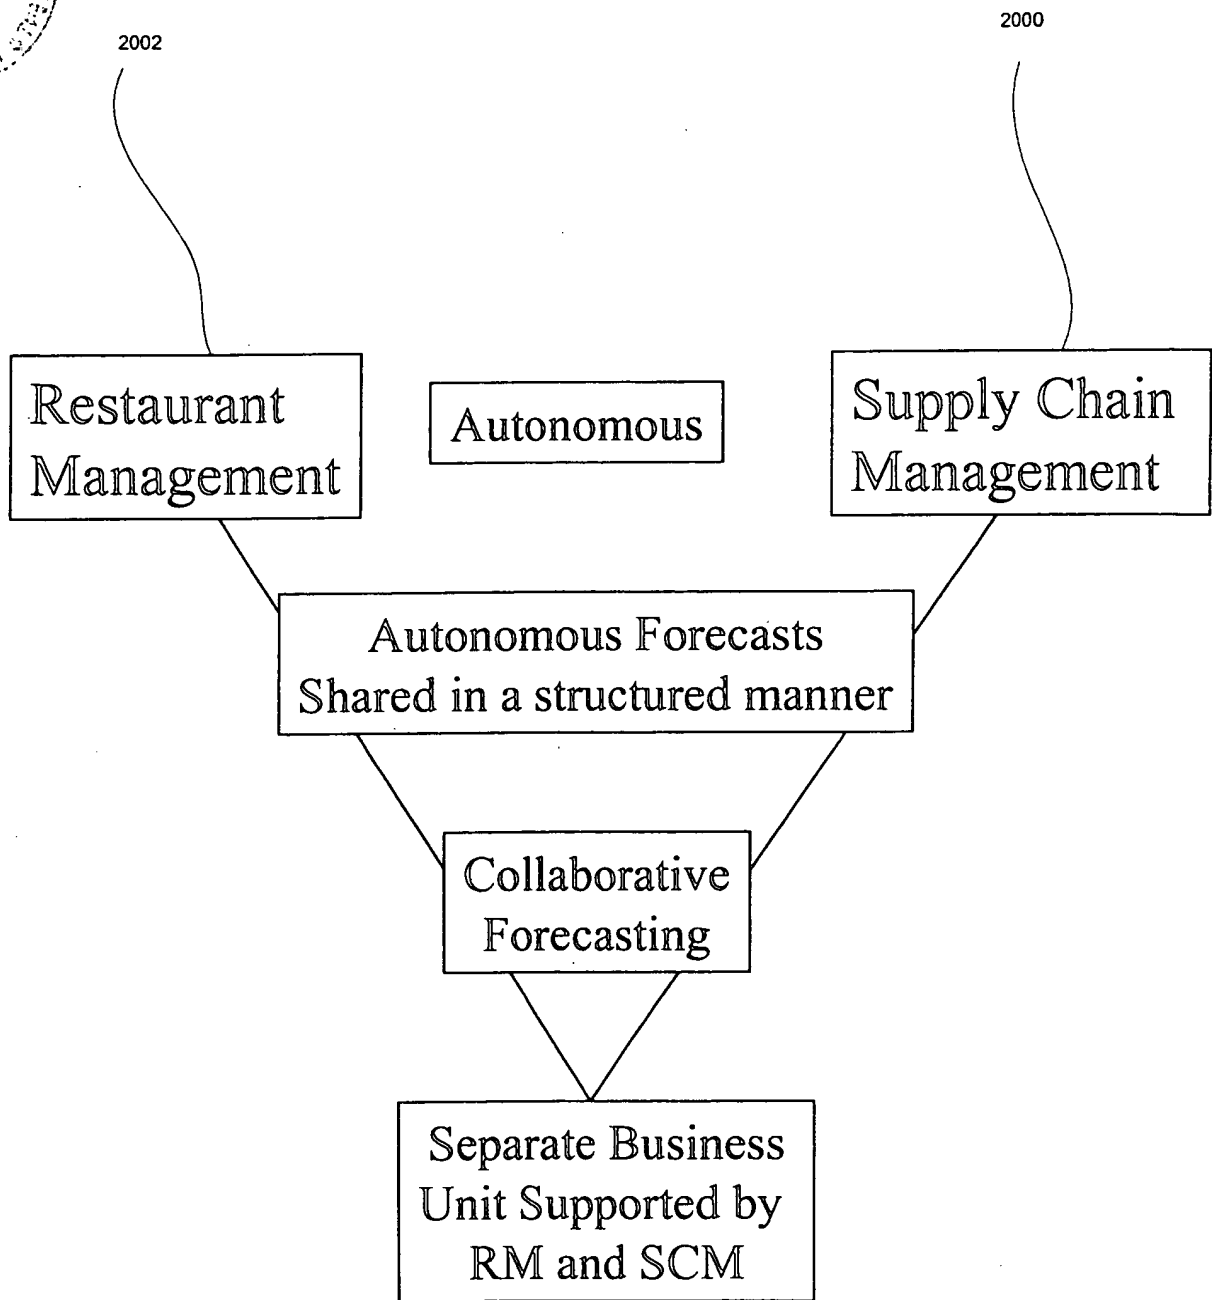 2002
2000
Restaurant
Management
Autonomous
Supply Chain
Management
Autonomous Forecasts
Shared in a structured manner
Collaborative
Forecasting
Separate Business
Unit Supported by
RM and SCM